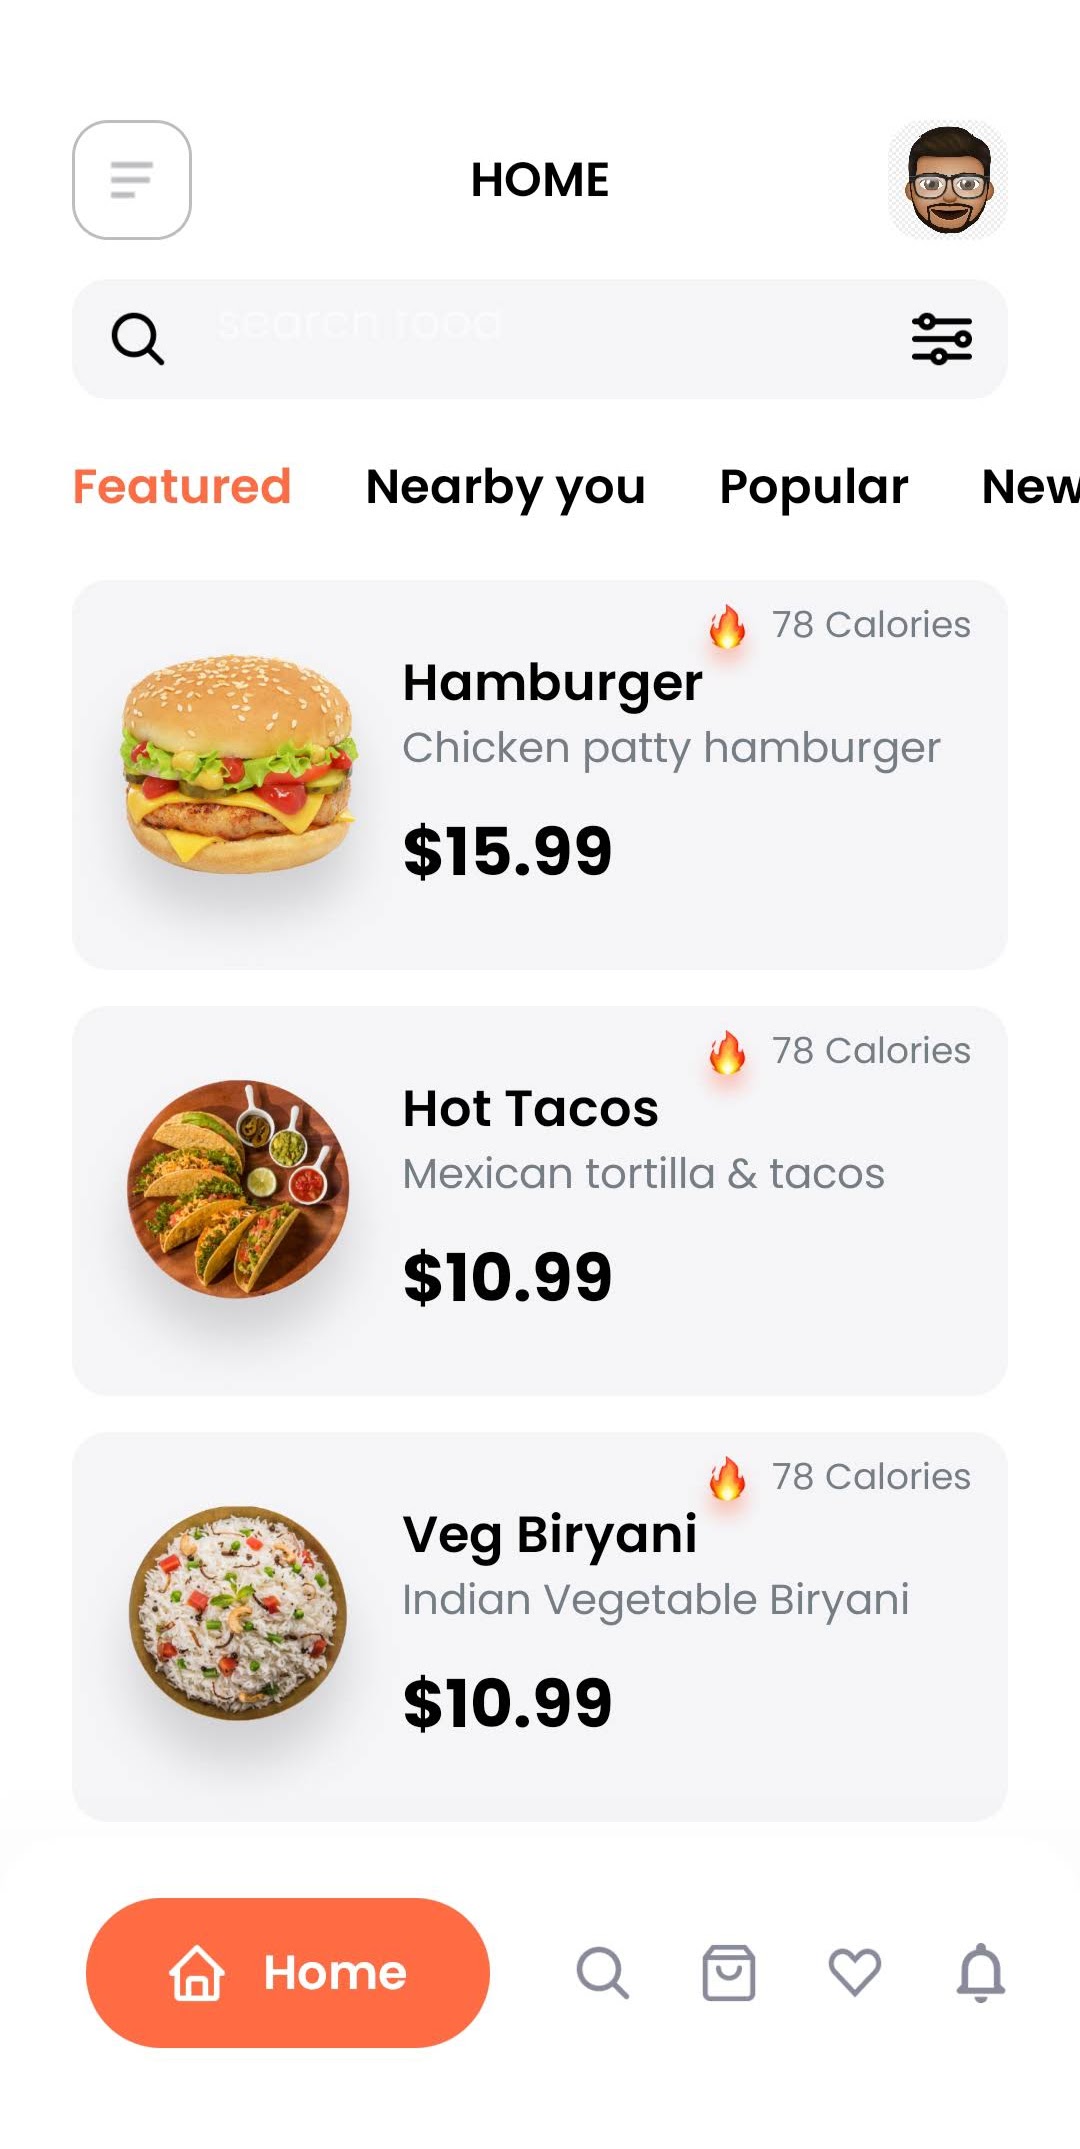 HOME
search food
Featured Nearby you Popular New
78 Calories
Hamburger
Chicken patty hamburger
$15.99
78 Calories
Hot Tacos
Mexican tortilla & tacos
$10.99
78 Calories
Veg Biryani
Indian Vegetable Biryani
$10.99
Home